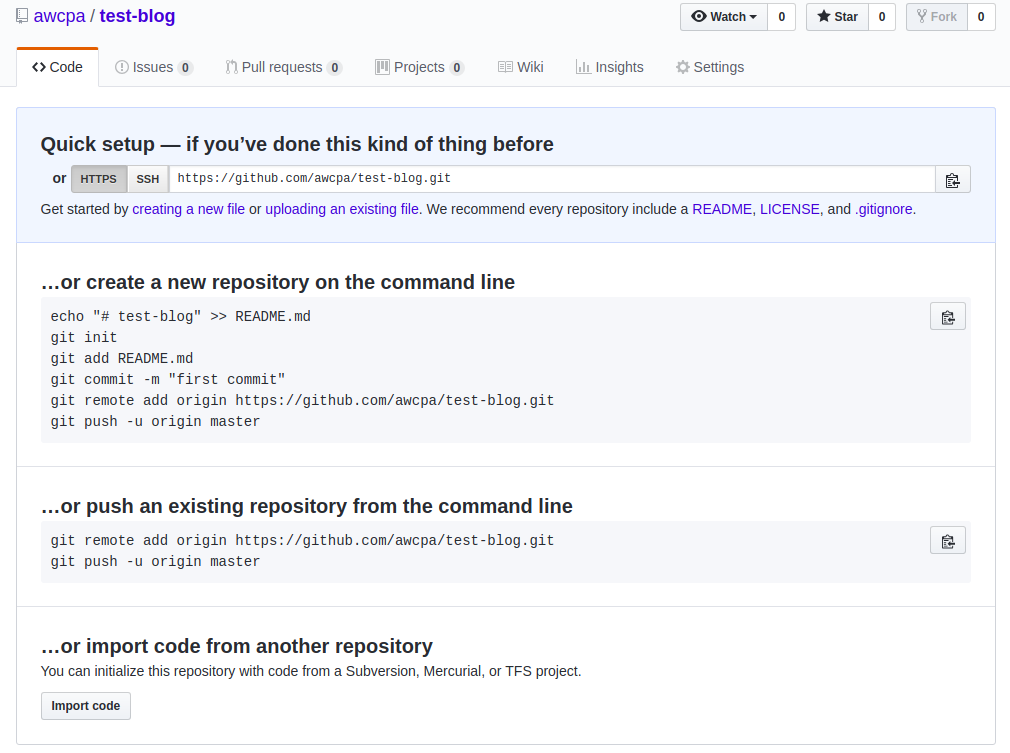 awcpa / test-blog
Watch 0 Star 0 Fork 0
Code Issues 0 Pull requests 0 Projects 0 Wiki Insights Settings
Quick setup — if you’ve done this kind of thing before
or HTTPS SSH https://github.com/awcpa/test-blog.git
Get started by creating a new file or uploading an existing file. We recommend every repository include a README, LICENSE, and .gitignore.
…or create a new repository on the command line
echo "# test-blog" >> README.md
git init
git add README.md
git commit -m "first commit"
git remote add origin https://github.com/awcpa/test-blog.git
git push -u origin master
…or push an existing repository from the command line
git remote add origin https://github.com/awcpa/test-blog.git
git push -u origin master
…or import code from another repository
You can initialize this repository with code from a Subversion, Mercurial, or TFS project.
Import code